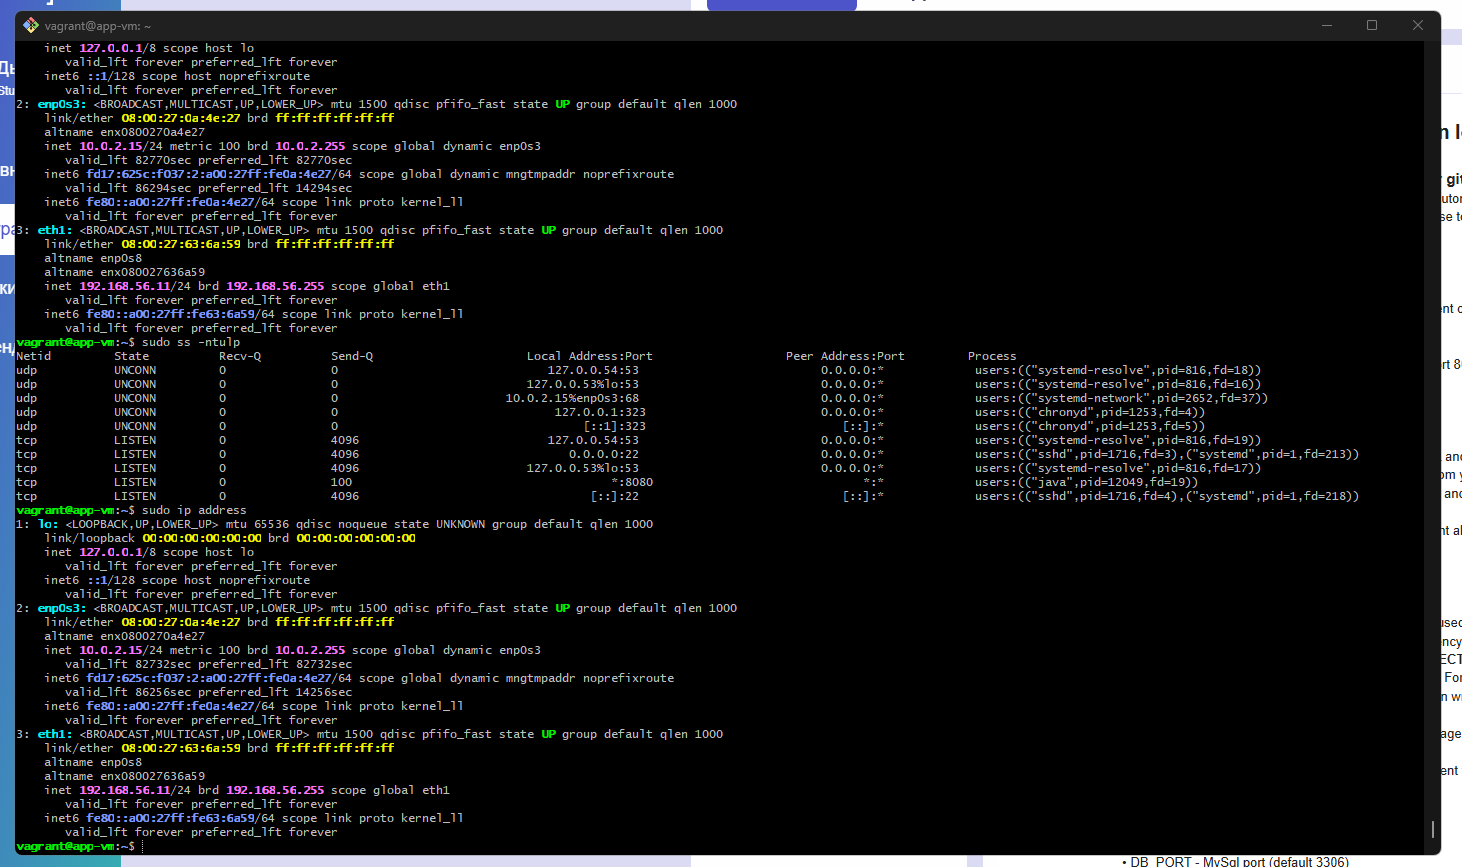 vagrant@app-vm: ~
inet 127.0.0.1/8 scope host lo
valid_lft forever preferred_lft forever
inet6 ::1/128 scope host noprefixroute
valid_lft forever preferred_lft forever
2: enp0s3: <BROADCAST,MULTICAST,UP,LOWER_UP> mtu 1500 qdisc pfifo_fast state UP group default qlen 1000
link/ether 08:00:27:0a:4e:27 brd ff:ff:ff:ff:ff:ff
altname enx0800270a4e27
inet 10.0.2.15/24 metric 100 brd 10.0.2.255 scope global dynamic enp0s3
valid_lft 82770sec preferred_lft 82770sec
inet6 fd17:625c:f037:2:a00:27ff:fe0a:4e27/64 scope global dynamic mngtmpaddr noprefixroute
valid_lft 86294sec preferred_lft 14294sec
inet6 fe80::a00:27ff:fe0a:4e27/64 scope link proto kernel_ll
valid_lft forever preferred_lft forever
3: eth1: <BROADCAST,MULTICAST,UP,LOWER_UP> mtu 1500 qdisc pfifo_fast state UP group default qlen 1000
link/ether 08:00:27:63:6a:59 brd ff:ff:ff:ff:ff:ff
altname enp0s8
altname enx080027636a59
inet 192.168.56.11/24 brd 192.168.56.255 scope global eth1
valid_lft forever preferred_lft forever
inet6 fe80::a00:27ff:fe63:6a59/64 scope link proto kernel_ll
valid_lft forever preferred_lft forever
vagrant@app-vm:~$ sudo ss -ntulp
Netid State Recv-Q Send-Q Local Address:Port Peer Address:Port Process
udp UNCONN 0 0 127.0.0.54:53 0.0.0.0:* users:(("systemd-resolve",pid=816,fd=18))
udp UNCONN 0 0 127.0.0.53%lo:53 0.0.0.0:* users:(("systemd-resolve",pid=816,fd=16))
udp UNCONN 0 0 10.0.2.15%enp0s3:68 0.0.0.0:* users:(("systemd-network",pid=2652,fd=37))
udp UNCONN 0 0 127.0.0.1:323 0.0.0.0:* users:(("chronyd",pid=1253,fd=4))
udp UNCONN 0 0 [::1]:323 [::]:* users:(("chronyd",pid=1253,fd=5))
tcp LISTEN 0 4096 127.0.0.54:53 0.0.0.0:* users:(("systemd-resolve",pid=816,fd=19))
tcp LISTEN 0 4096 0.0.0.0:22 0.0.0.0:* users:(("sshd",pid=1716,fd=3),("systemd",pid=1,fd=213))
tcp LISTEN 0 4096 127.0.0.53%lo:53 0.0.0.0:* users:(("systemd-resolve",pid=816,fd=17))
tcp LISTEN 0 100 *:8080 *:* users:(("java",pid=12049,fd=19))
tcp LISTEN 0 4096 [::]:22 [::]:* users:(("sshd",pid=1716,fd=4),("systemd",pid=1,fd=218))
vagrant@app-vm:~$ sudo ip address
1: lo: <LOOPBACK,UP,LOWER_UP> mtu 65536 qdisc noqueue state UNKNOWN group default qlen 1000
link/loopback 00:00:00:00:00:00 brd 00:00:00:00:00:00
inet 127.0.0.1/8 scope host lo
valid_lft forever preferred_lft forever
inet6 ::1/128 scope host noprefixroute
valid_lft forever preferred_lft forever
2: enp0s3: <BROADCAST,MULTICAST,UP,LOWER_UP> mtu 1500 qdisc pfifo_fast state UP group default qlen 1000
link/ether 08:00:27:0a:4e:27 brd ff:ff:ff:ff:ff:ff
altname enx0800270a4e27
inet 10.0.2.15/24 metric 100 brd 10.0.2.255 scope global dynamic enp0s3
valid_lft 82732sec preferred_lft 82732sec
inet6 fd17:625c:f037:2:a00:27ff:fe0a:4e27/64 scope global dynamic mngtmpaddr noprefixroute
valid_lft 86256sec preferred_lft 14256sec
inet6 fe80::a00:27ff:fe0a:4e27/64 scope link proto kernel_ll
valid_lft forever preferred_lft forever
3: eth1: <BROADCAST,MULTICAST,UP,LOWER_UP> mtu 1500 qdisc pfifo_fast state UP group default qlen 1000
link/ether 08:00:27:63:6a:59 brd ff:ff:ff:ff:ff:ff
altname enp0s8
altname enx080027636a59
inet 192.168.56.11/24 brd 192.168.56.255 scope global eth1
valid_lft forever preferred_lft forever
inet6 fe80::a00:27ff:fe63:6a59/64 scope link proto kernel_ll
valid_lft forever preferred_lft forever
vagrant@app-vm:~$
• DB_PORT - MySql port (default 3306)